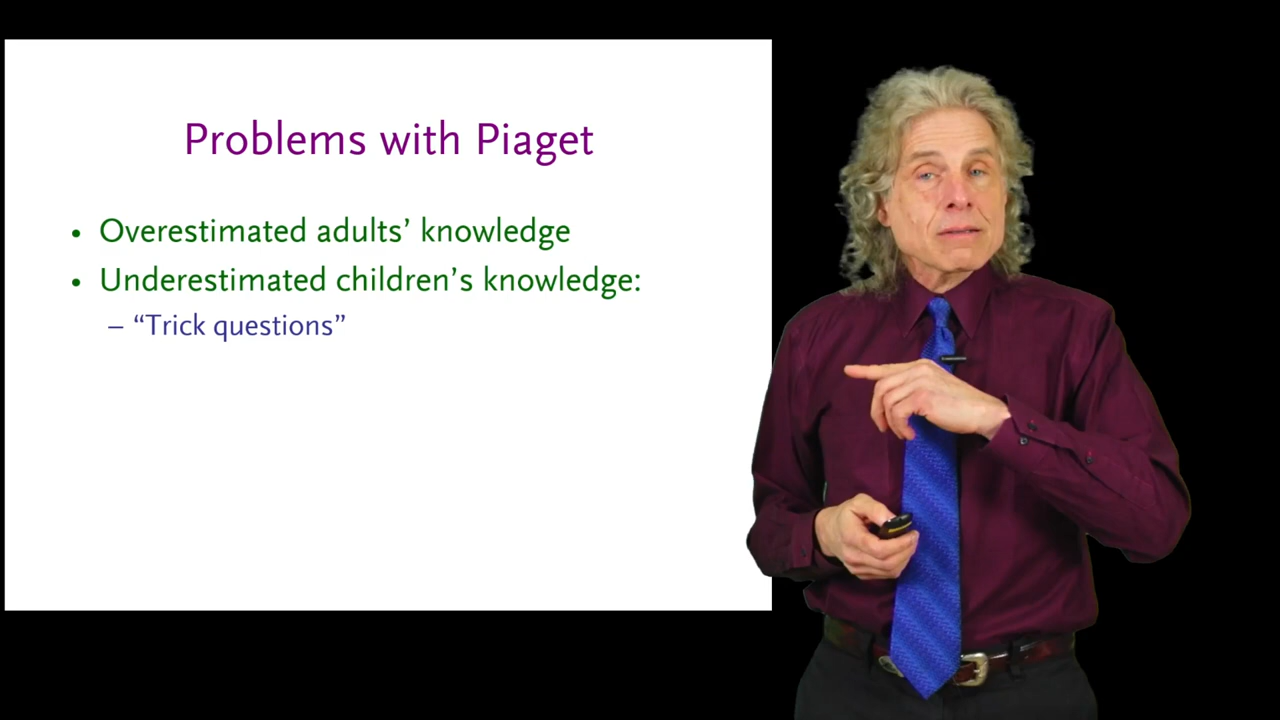 Problems with Piaget
• Overestimated adults’ knowledge
• Underestimated children’s knowledge:
– “Trick questions”